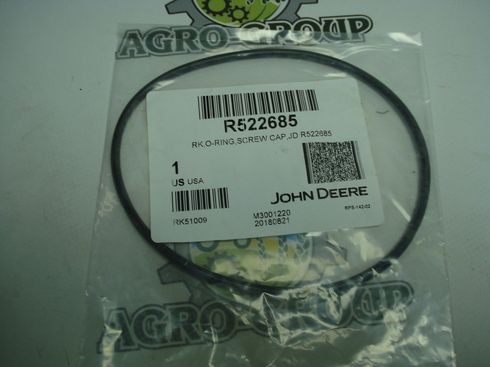 AGRO-GROUP
R522685
RK,O-RING,SCREW CAP,JD R522685
1
US USA
JOHN DEERE
RK51009
M3001220
20180821
RPS-142-02
AGRO-GROUP